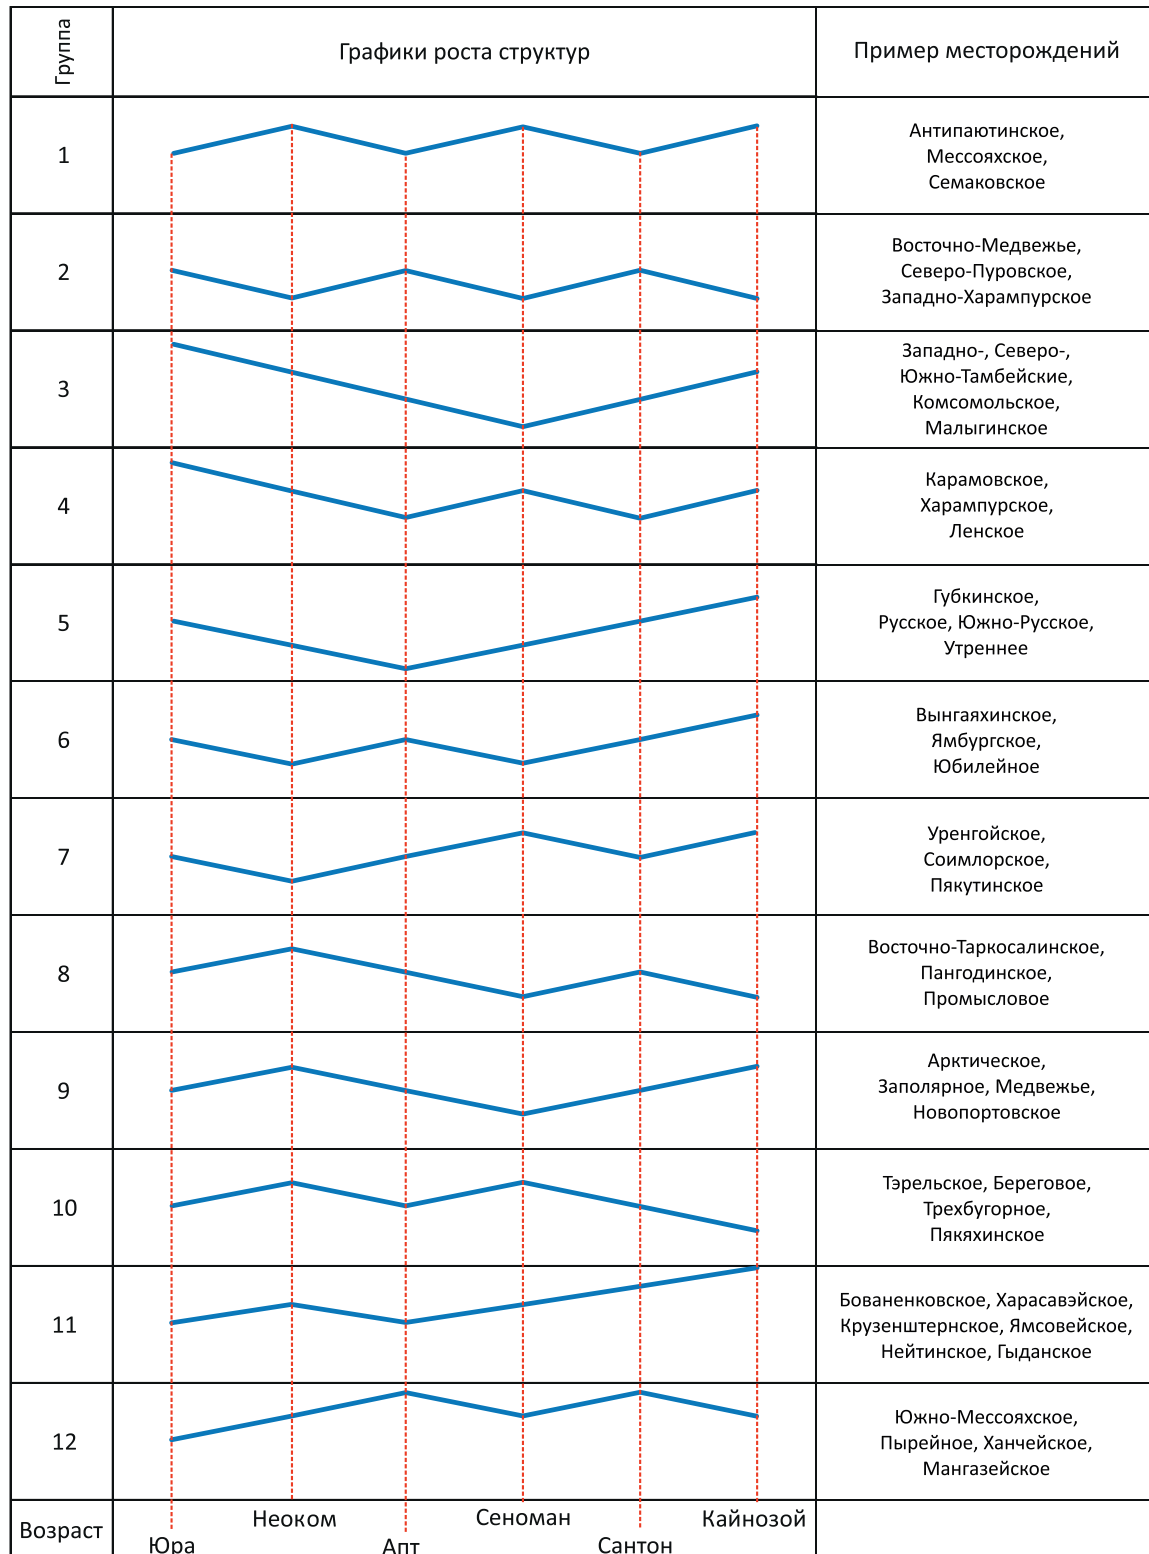 Группа
Графики роста структур
Пример месторождений
1
Антипаютинское,
Мессояхское,
Семаковское
2
Восточно-Медвежье,
Северо-Пуровское,
Западно-Харампурское
3
Западно-, Северо-,
Южно-Тамбейские,
Комсомольское,
Малыгинское
4
Карамовское,
Харампурское,
Ленское
5
Губкинское,
Русское, Южно-Русское,
Утреннее
6
Вынгаяхинское,
Ямбургское,
Юбилейное
7
Уренгойское,
Соимлорское,
Пякутинское
8
Восточно-Таркосалинское,
Пангодинское,
Промысловое
9
Арктическое,
Заполярное, Медвежье,
Новопортовское
10
Тэрельское, Береговое,
Трехбугорное,
Пякяхинское
11
Бованенковское, Харасавэйское,
Крузенштернское, Ямсовейское,
Нейтинское, Гыданское
12
Южно-Мессояхское,
Пырейное, Ханчейское,
Мангазейское
Возраст
Юра
Неоком
Апт
Сеноман
Сантон
Кайнозой